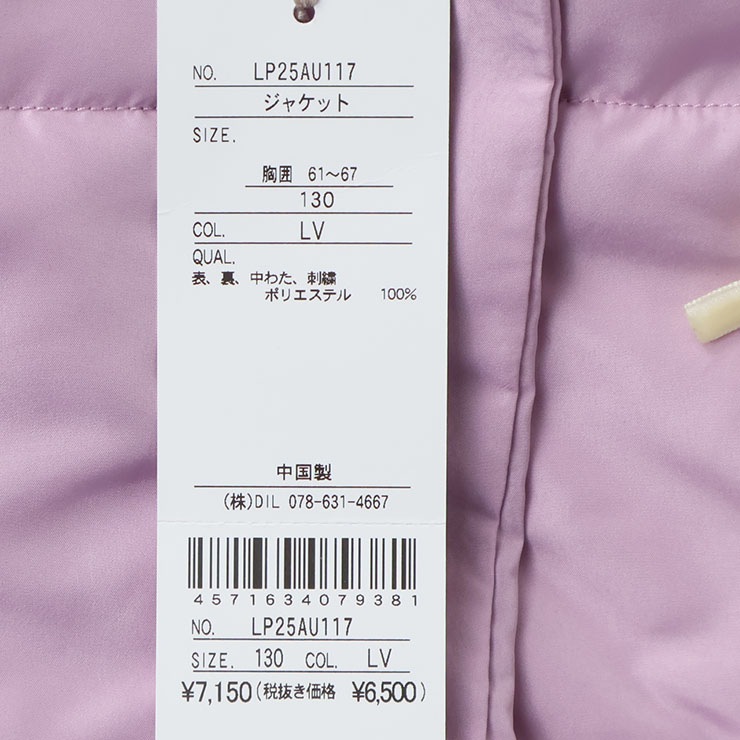 NO. LP25AU117
ジャケット
SIZE.
胸囲 61～67
130
COL. LV
QUAL.
表、裏、中わた、刺繍
ポリエステル 100%
中国製
(株)DIL 078-631-4667
4571634079381
NO. LP25AU117
SIZE. 130 COL. LV
¥7,150(税抜き価格 ¥6,500)